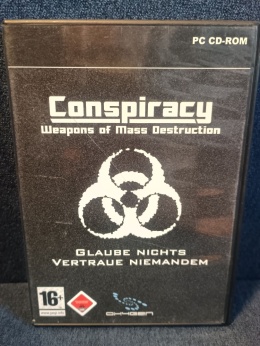 PC CD-ROM
Conspiracy
Weapons of Mass Destruction
GLAUBE NICHTS
VERTRAUE NIEMANDEM
16+
OXYGEN